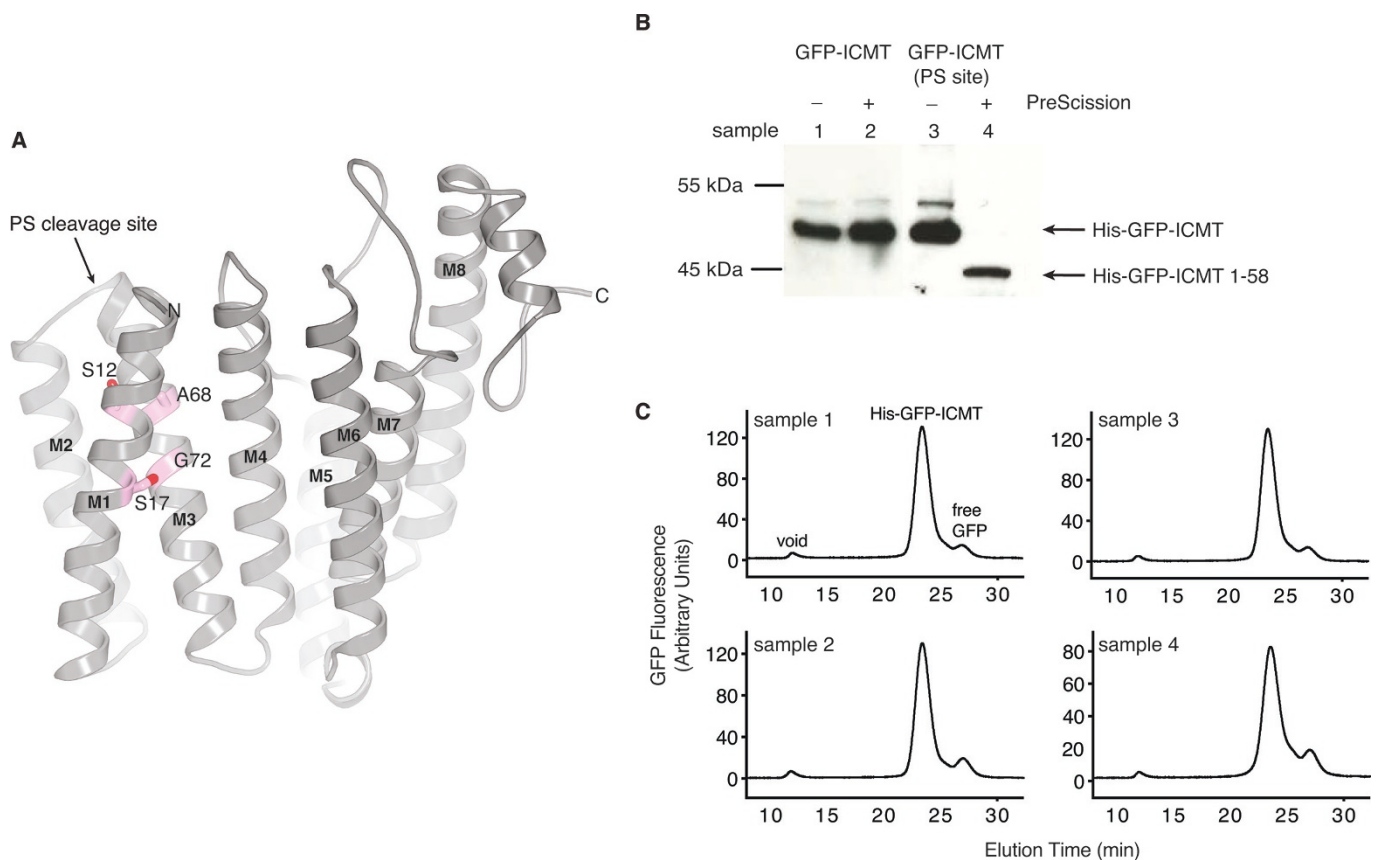 A
PS cleavage site
N
S12
A68
M2
M1
S17
G72
M3
M4
M5
M6
M7
M8
C
B
GFP-ICMT GFP-ICMT
(PS site)
– + – + PreScission
sample 1 2 3 4
55 kDa
His-GFP-ICMT
45 kDa
His-GFP-ICMT 1-58
C
sample 1
His-GFP-ICMT
void
free
GFP
120
80
40
0
10 15 20 25 30
sample 3
120
80
40
0
10 15 20 25 30
sample 2
120
80
40
0
10 15 20 25 30
sample 4
80
60
40
20
0
10 15 20 25 30
GFP Fluorescence
(Arbitrary Units)
Elution Time (min)